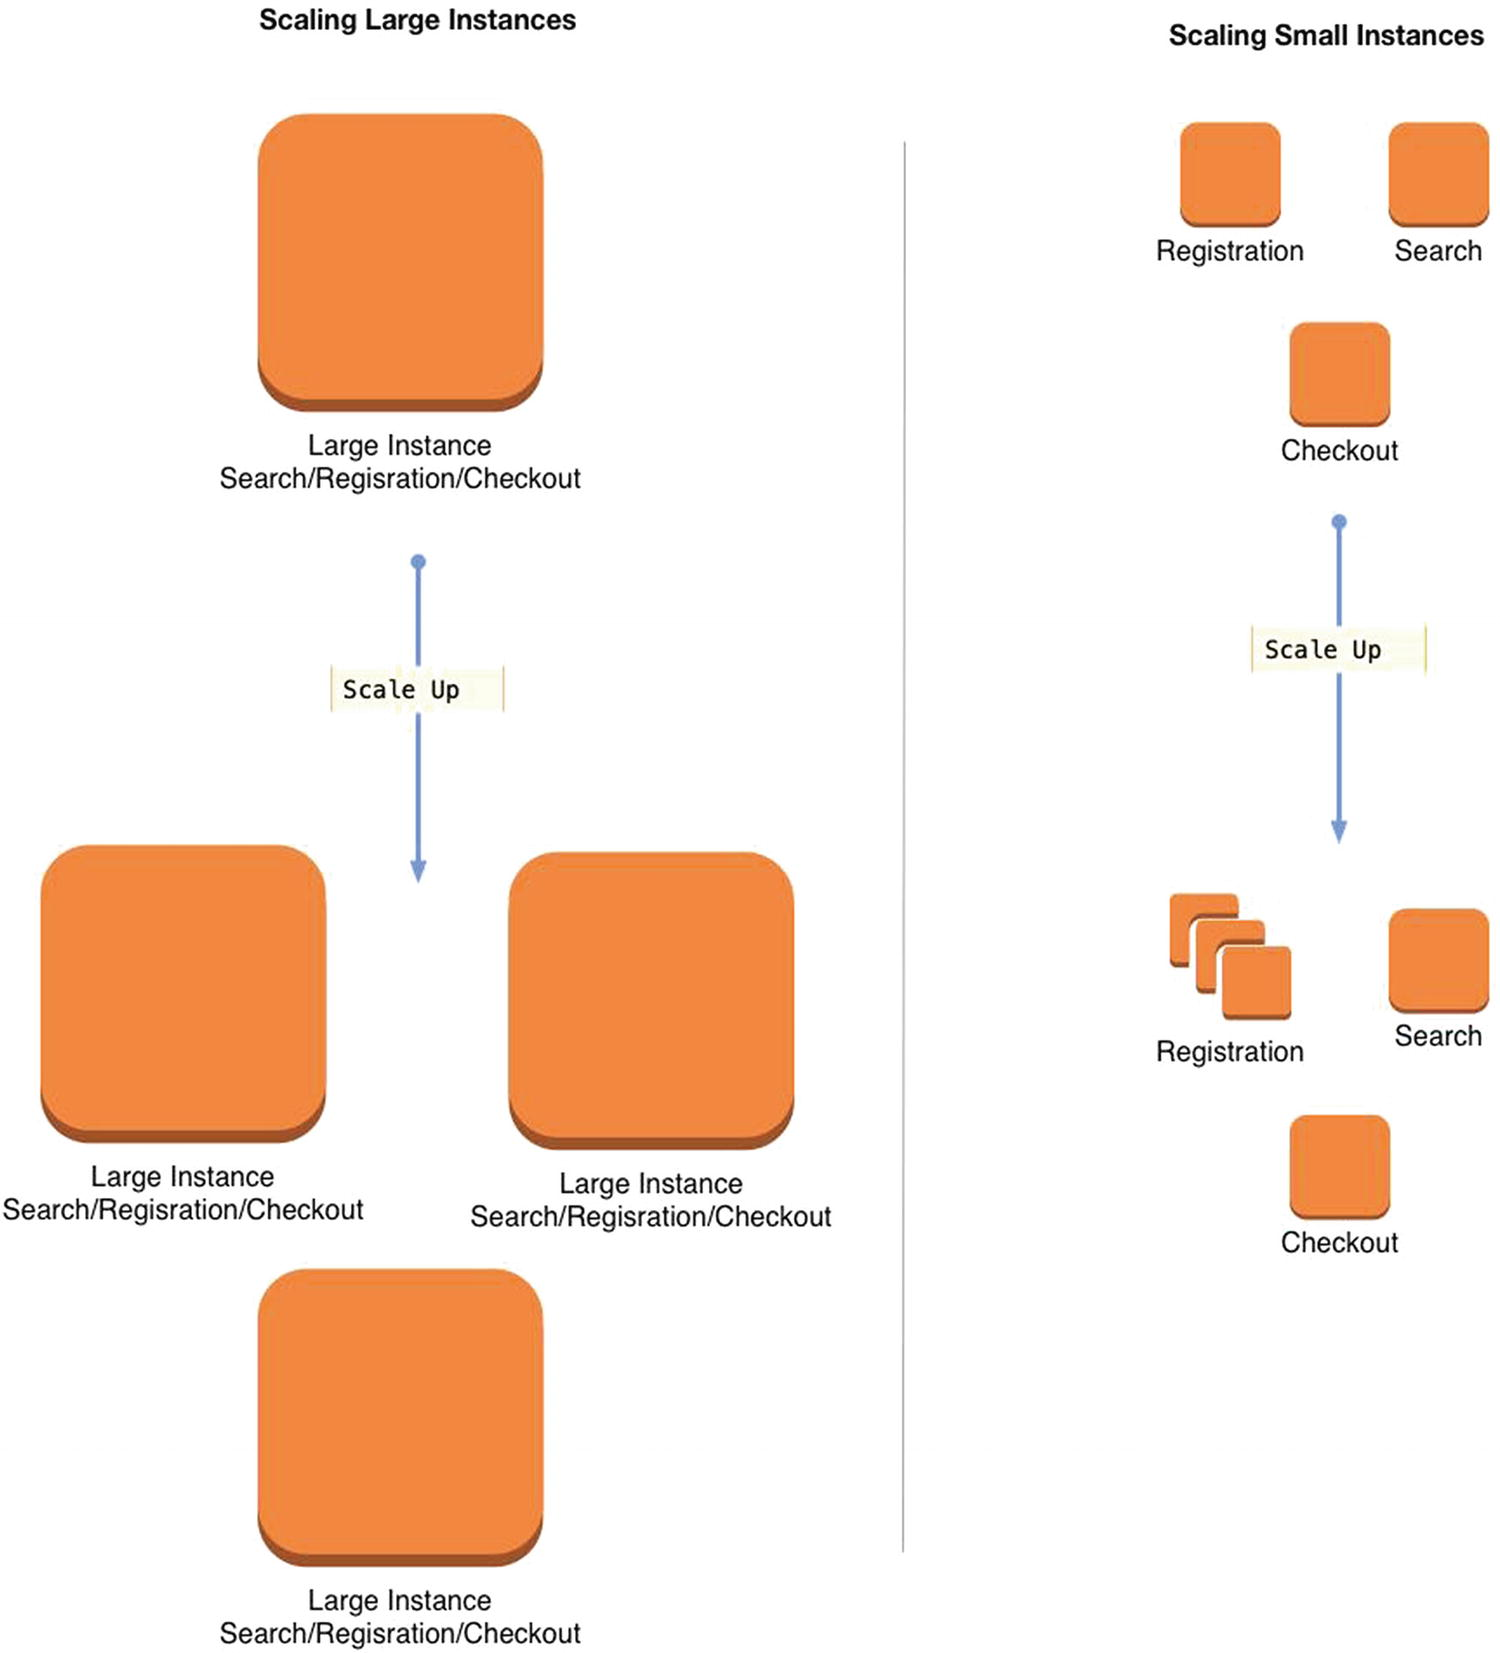 Scaling Large Instances
Large Instance
Search/Regisration/Checkout
Scale Up
Large Instance
Search/Regisration/Checkout
Large Instance
Search/Regisration/Checkout
Large Instance
Search/Regisration/Checkout
Scaling Small Instances
Registration
Search
Checkout
Scale Up
Registration
Search
Checkout